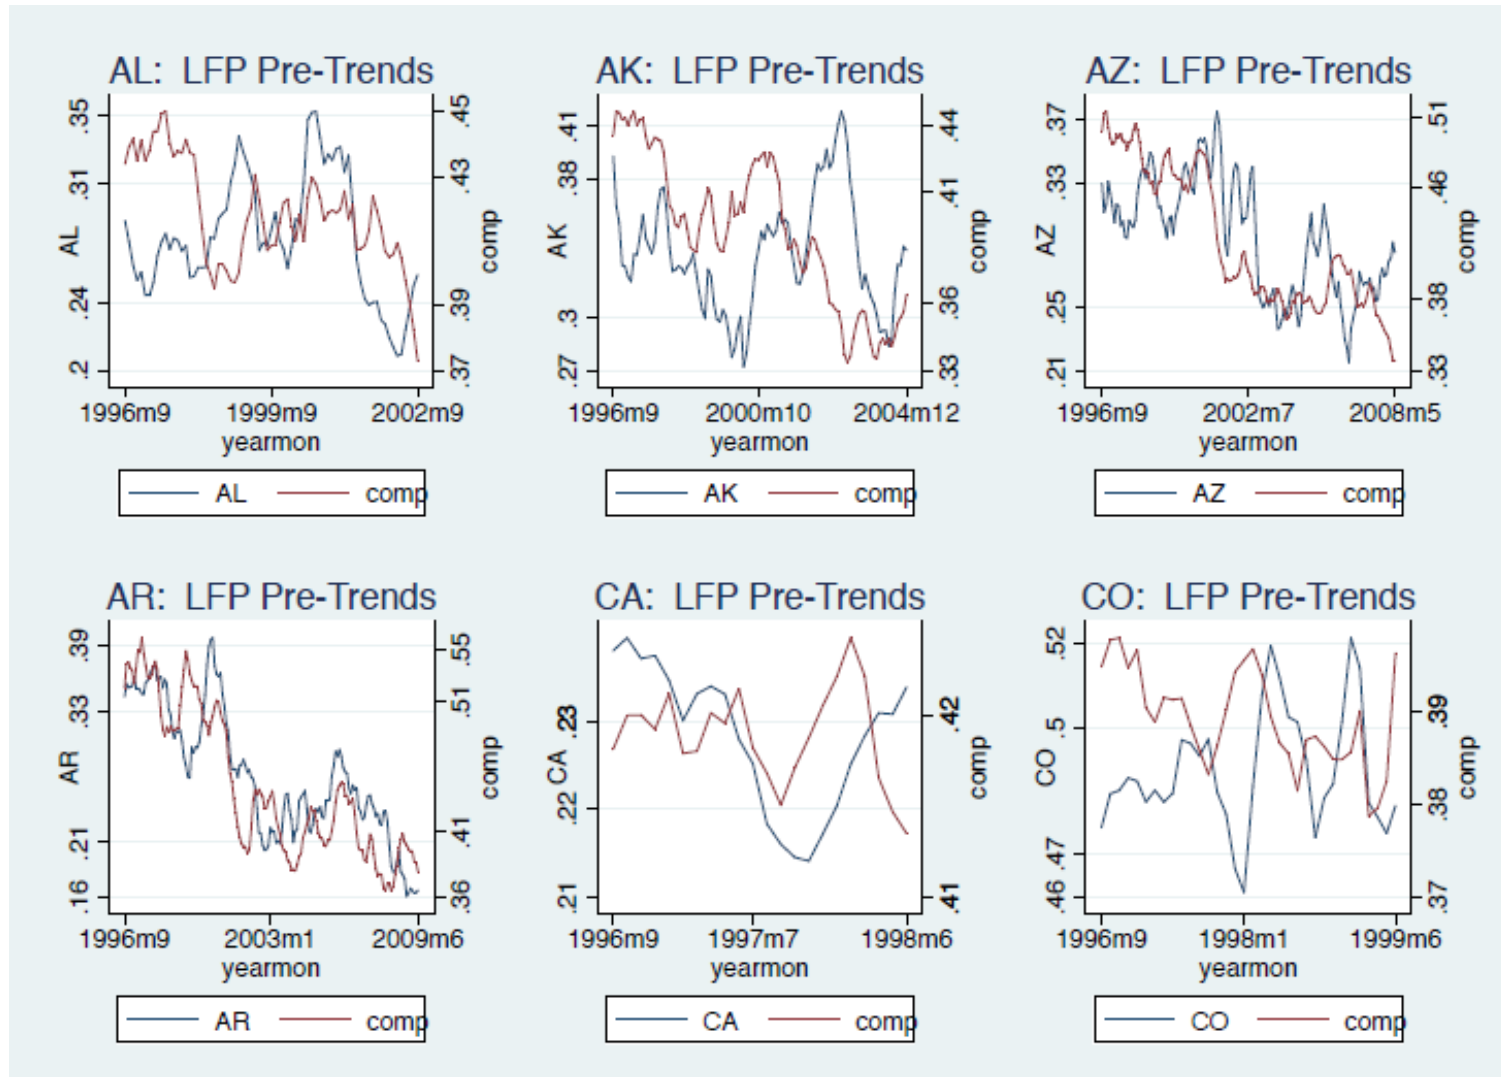 AL: LFP Pre-Trends
.35
.31
.24
.2
AL
.45
.43
.39
.37
comp
1996m9 1999m9 2002m9
yearmon
AL comp
AK: LFP Pre-Trends
.41
.38
.3
.27
AK
.44
.41
.36
.33
comp
1996m9 2000m10 2004m12
yearmon
AK comp
AZ: LFP Pre-Trends
.37
.33
.25
.21
AZ
.51
.46
.38
.33
comp
1996m9 2002m7 2008m5
yearmon
AZ comp
AR: LFP Pre-Trends
.39
.33
.21
.16
AR
.55
.51
.41
.36
comp
1996m9 2003m1 2009m6
yearmon
AR comp
CA: LFP Pre-Trends
.23
.22
.21
CA
.42
.41
comp
1996m9 1997m7 1998m6
yearmon
CA comp
CO: LFP Pre-Trends
.52
.5
.47
.46
CO
.39
.38
.37
comp
1996m9 1998m1 1999m6
yearmon
CO comp